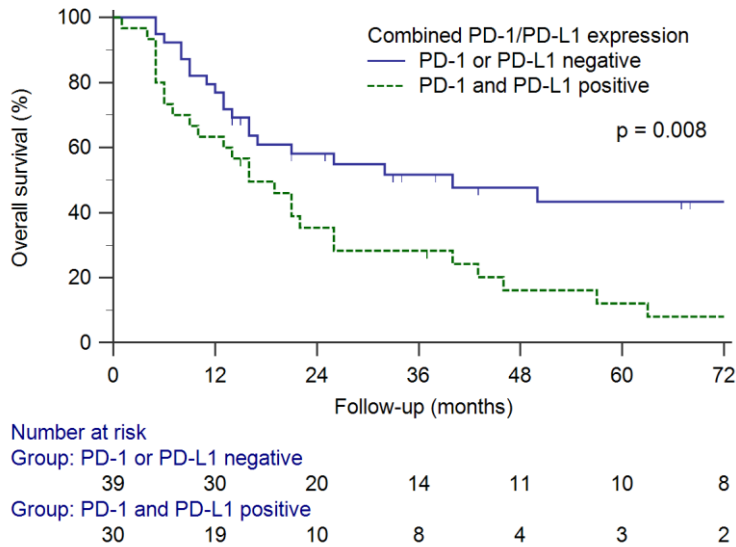 Combined PD-1/PD-L1 expression
PD-1 or PD-L1 negative
PD-1 and PD-L1 positive
p = 0.008
Overall survival (%)
100
80
60
40
20
0
0 12 24 36 48 60 72
Follow-up (months)
Number at risk
Group: PD-1 or PD-L1 negative
39 30 20 14 11 10 8
Group: PD-1 and PD-L1 positive
30 19 10 8 4 3 2